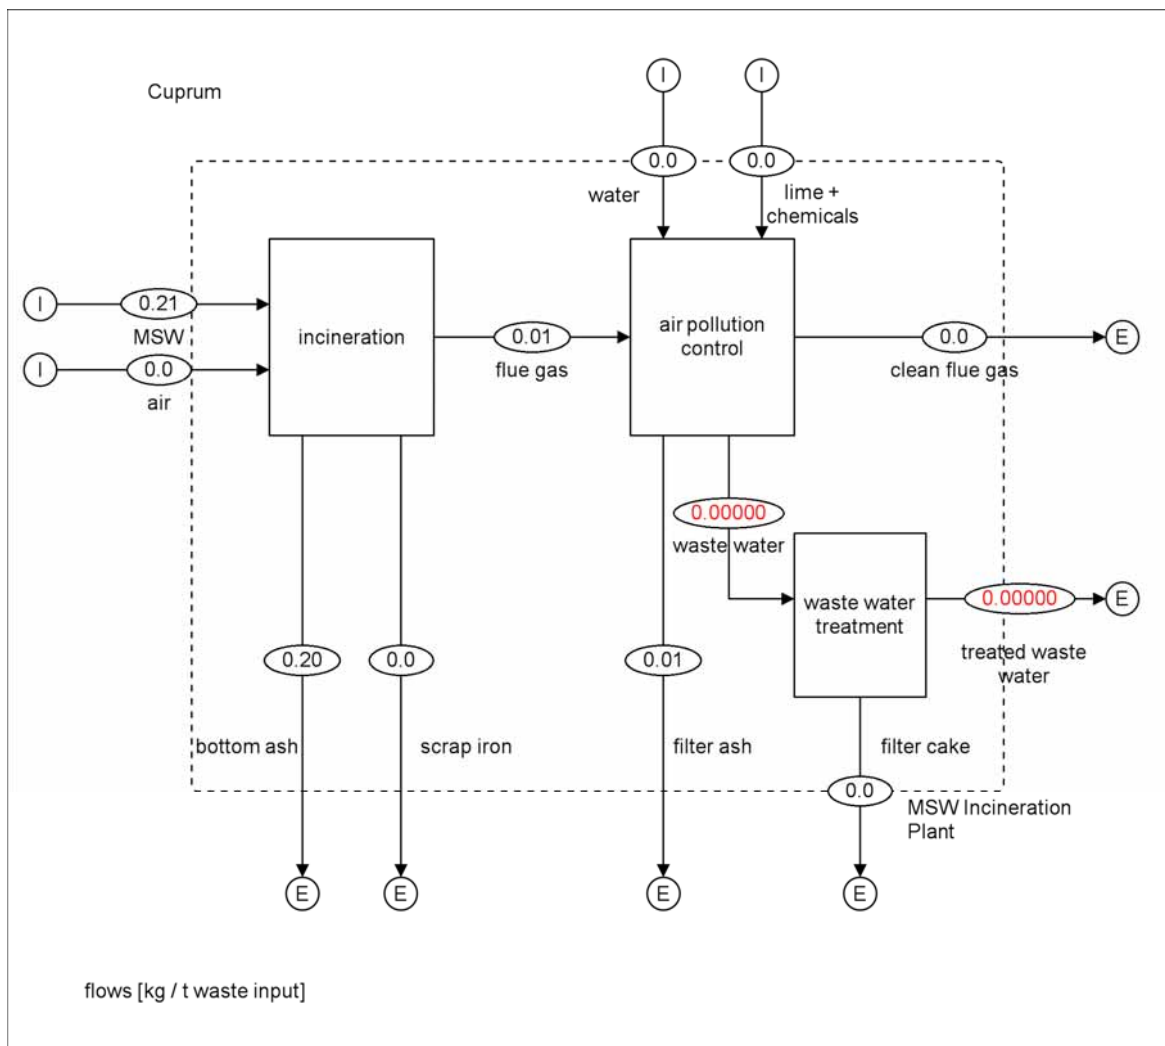 I
I
Cuprum
0.0
0.0
water
lime +
chemicals
I
0.21
MSW
incineration
0.01
flue gas
air pollution
control
0.0
clean flue gas
E
I
0.0
air
0.00000
waste water
waste water
treatment
0.00000
E
treated waste
water
0.20
0.0
0.01
bottom ash
scrap iron
filter ash
filter cake
0.0
MSW Incineration
Plant
E
E
E
E
flows [kg / t waste input]